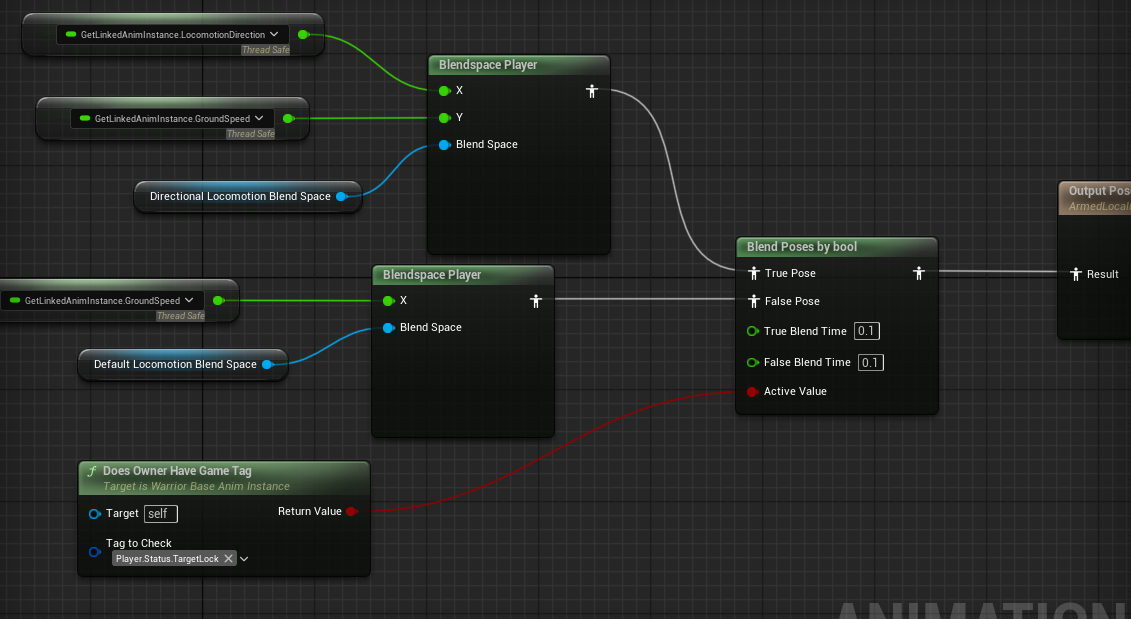 GetLinkedAnimInstance.LocomotionDirection
Thread Safe
GetLinkedAnimInstance.GroundSpeed
Thread Safe
Directional Locomotion Blend Space
Blendspace Player
X
Y
Blend Space
GetLinkedAnimInstance.GroundSpeed
Thread Safe
Default Locomotion Blend Space
Blendspace Player
X
Blend Space
Does Owner Have Game Tag
Target is Warrior Base Anim Instance
Target self
Return Value
Tag to Check
Player.Status.TargetLock
Blend Poses by bool
True Pose
False Pose
True Blend Time 0.1
False Blend Time 0.1
Active Value
Output Pos
ArmedLocal
Result
ANIMATION